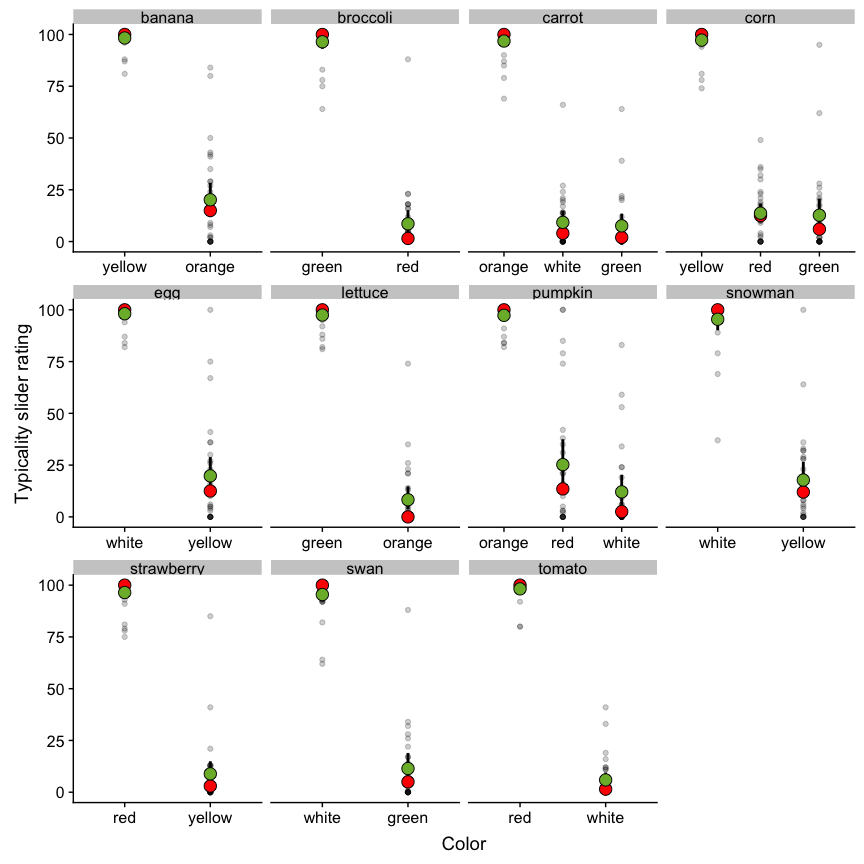 banana broccoli carrot corn
100
75
50
25
0
yellow orange green red orange white green yellow red green
egg lettuce pumpkin snowman
100
75
50
25
0
white yellow green orange orange red white white yellow
Typicality slider rating
strawberry swan tomato
100
75
50
25
0
red yellow white green red white
Color